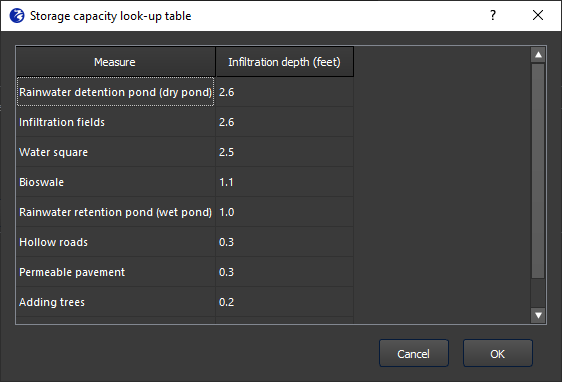 Storage capacity look-up table
?
Measure Infiltration depth (feet)
Rainwater detention pond (dry pond) 2.6
Infiltration fields 2.6
Water square 2.5
Bioswale 1.1
Rainwater retention pond (wet pond) 1.0
Hollow roads 0.3
Permeable pavement 0.3
Adding trees 0.2
Cancel OK